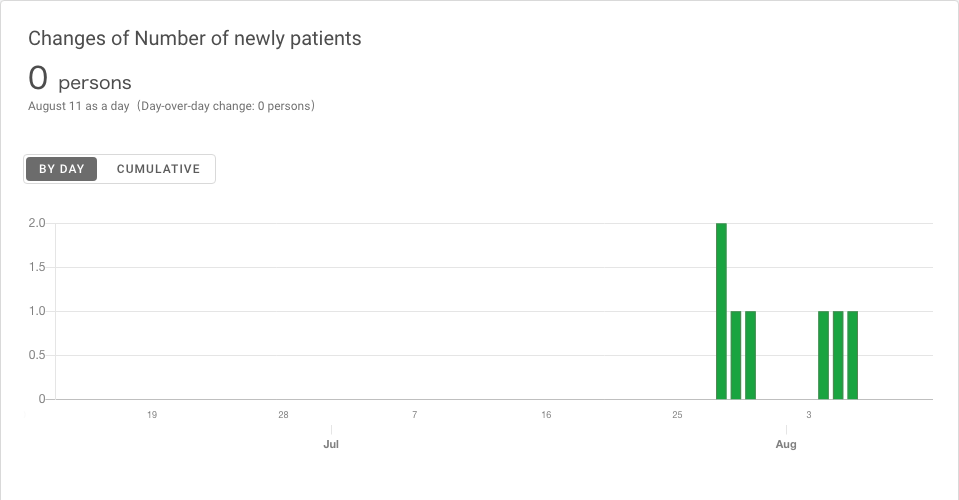 Changes of Number of newly patients
0 persons
August 11 as a day（Day-over-day change: 0 persons）
BY DAY
CUMULATIVE
2.0
1.5
1.0
0.5
0
19 28 7 16 25 3
Jul Aug